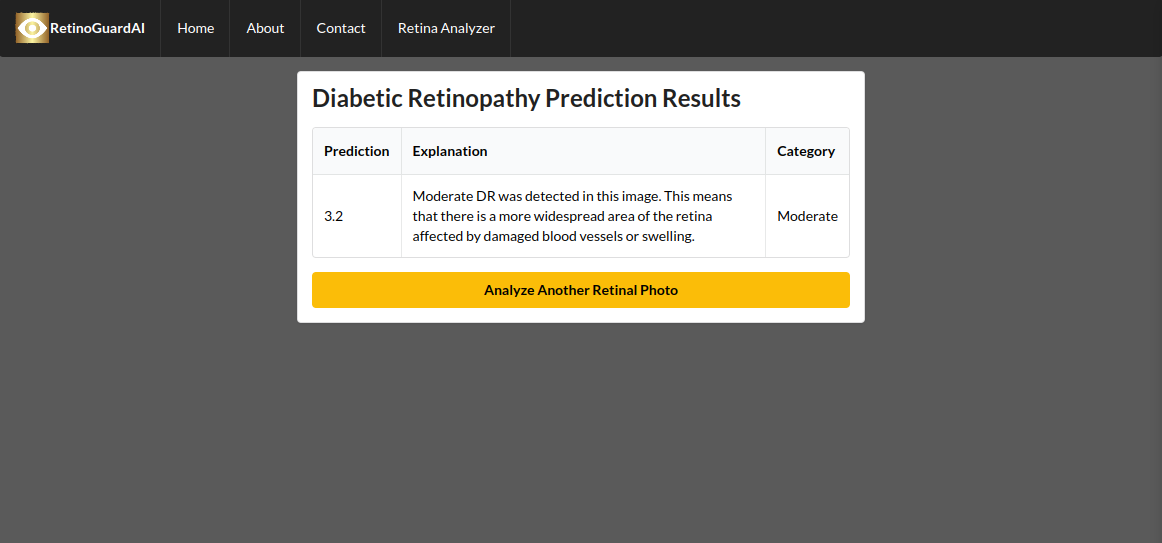 RetinoGuardAI Home About Contact Retina Analyzer
Diabetic Retinopathy Prediction Results
Prediction Explanation Category
3.2
Moderate DR was detected in this image. This means
that there is a more widespread area of the retina
affected by damaged blood vessels or swelling.
Moderate
Analyze Another Retinal Photo